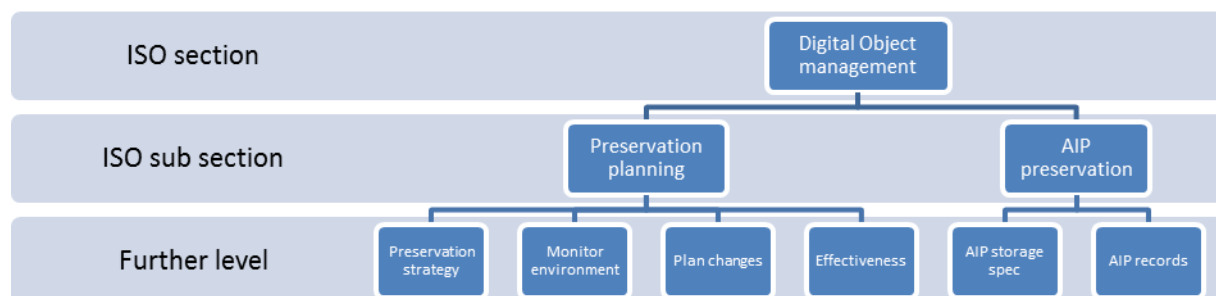 ISO section
Digital Object
management
ISO sub section
Preservation
planning
AIP
preservation
Further level
Preservation
strategy
Monitor
environment
Plan changes
Effectiveness
AIP storage
spec
AIP records